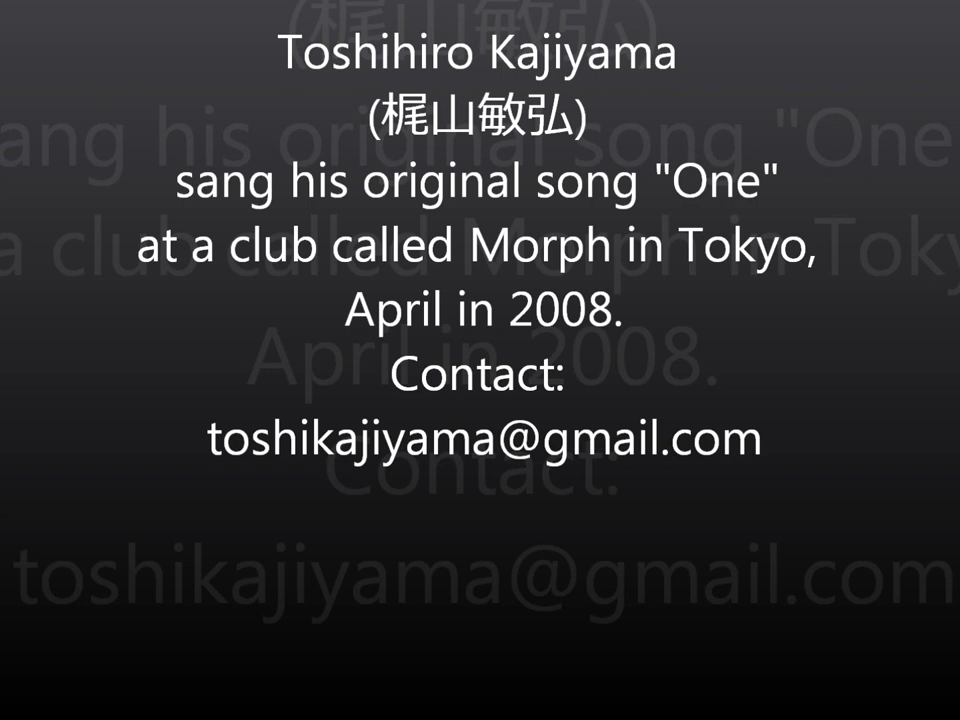 Toshihiro Kajiyama
(梶山敏弘)
sang his original song "One"
at a club called Morph in Tokyo,
April in 2008.
Contact:
toshikajiyama@gmail.com